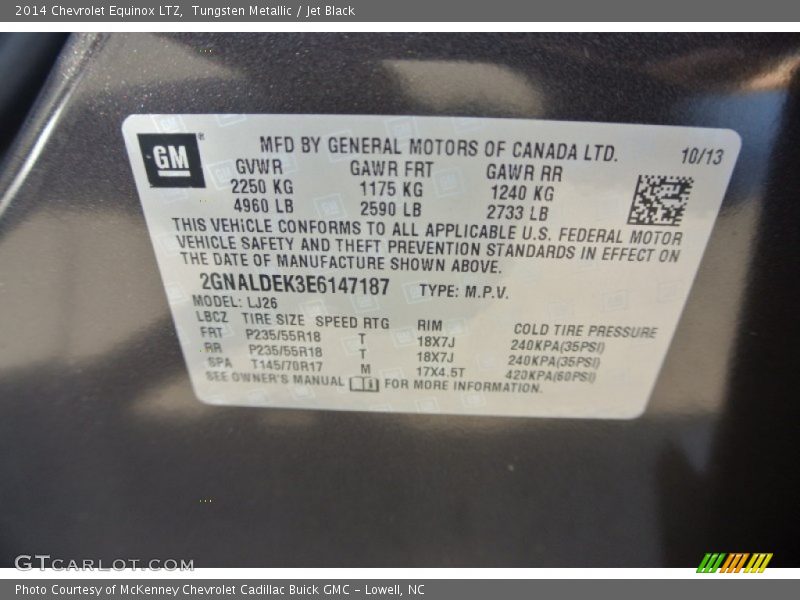 2014 Chevrolet Equinox LTZ, Tungsten Metallic / Jet Black
GM®
MFD BY GENERAL MOTORS OF CANADA LTD. 10/13
GVWR GAWR FRT GAWR RR
2250 KG 1175 KG 1240 KG
4960 LB 2590 LB 2733 LB
THIS VEHICLE CONFORMS TO ALL APPLICABLE U.S. FEDERAL MOTOR
VEHICLE SAFETY AND THEFT PREVENTION STANDARDS IN EFFECT ON
THE DATE OF MANUFACTURE SHOWN ABOVE.
2GNALDEK3E6147187 TYPE: M.P.V.
MODEL: LJ26
LBCZ TIRE SIZE SPEED RTG RIM COLD TIRE PRESSURE
FRT P235/55R18 T 18X7J 240KPA(35PSI)
RR P235/55R18 T 18X7J 240KPA(35PSI)
SPA T145/70R17 M 17X4.5T 420KPA(60PSI)
SEE OWNER'S MANUAL FOR MORE INFORMATION.
GTCARLOT.COM
Photo Courtesy of McKenney Chevrolet Cadillac Buick GMC - Lowell, NC